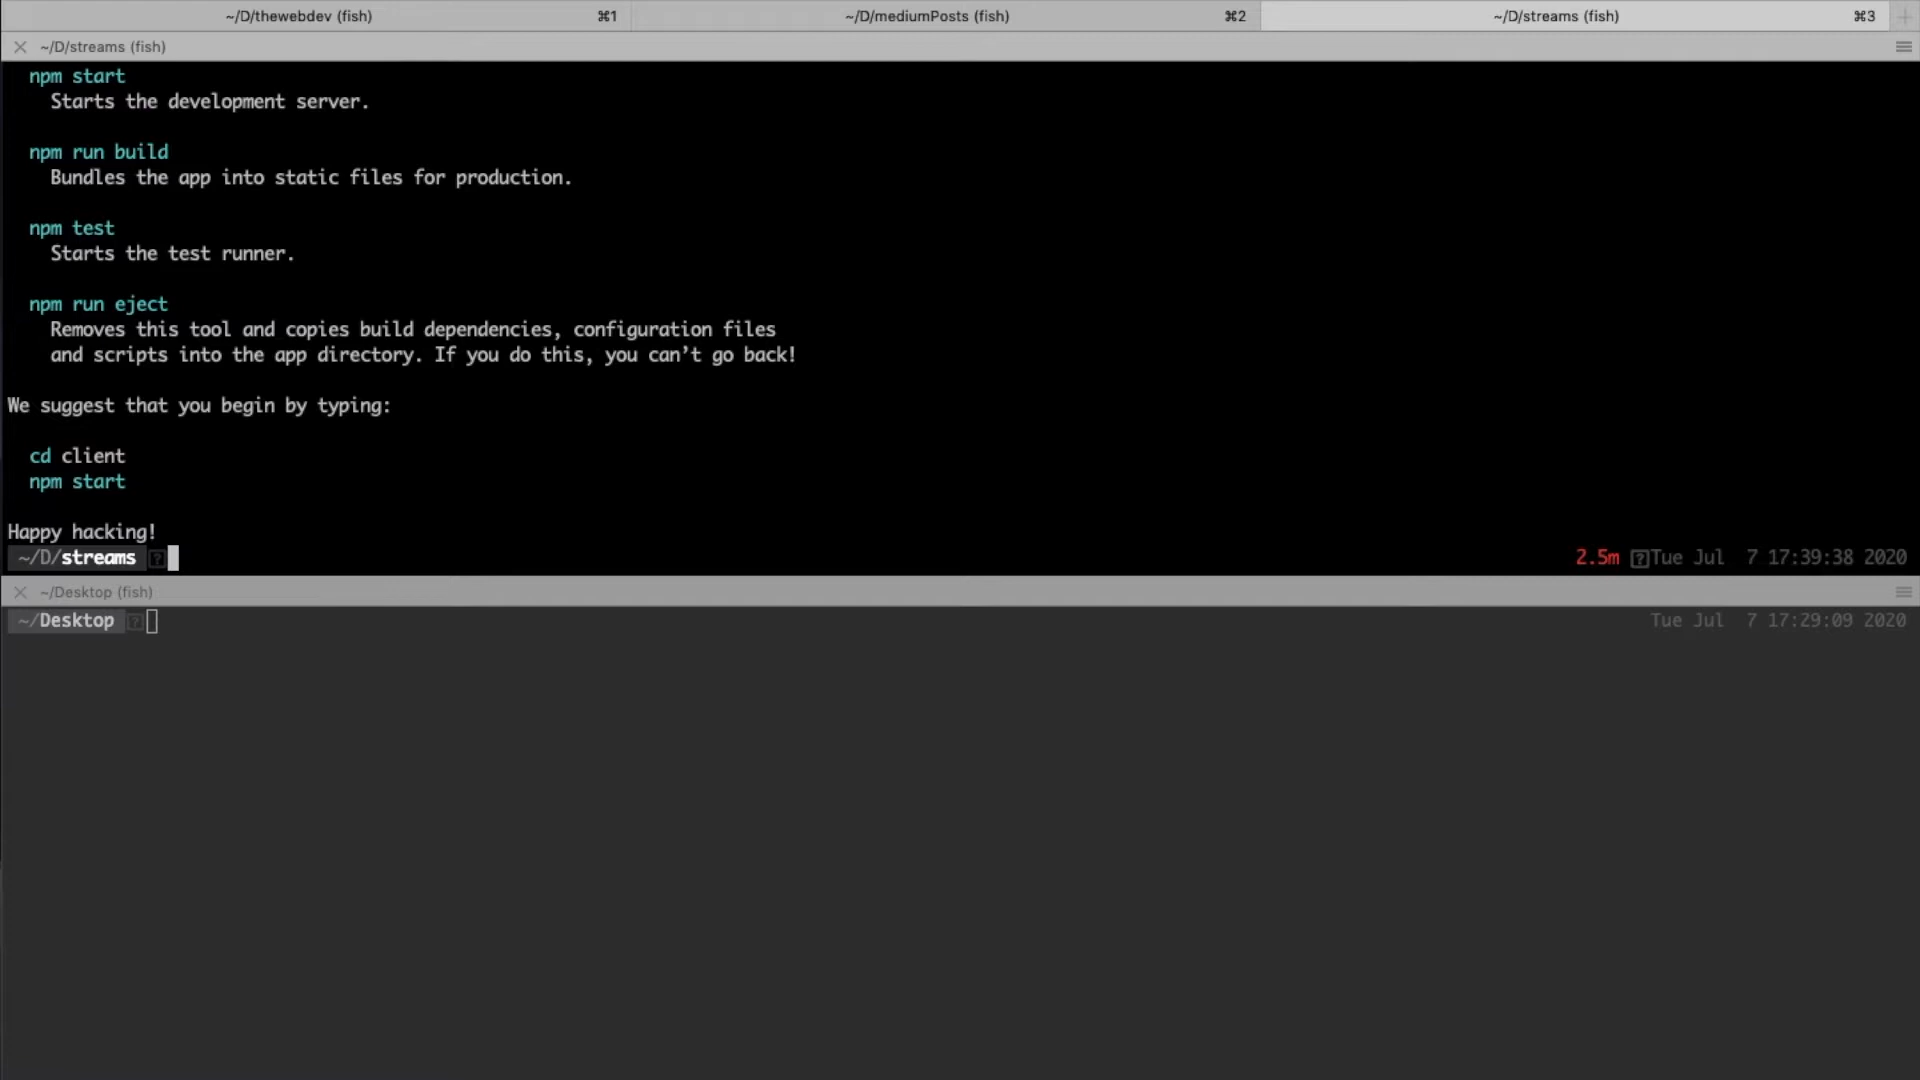 ~/D/thewebdev (fish) ⌘1 ~/D/mediumPosts (fish) ⌘2 ~/D/streams (fish) ⌘3
~/D/streams (fish)
npm start
Starts the development server.
npm run build
Bundles the app into static files for production.
npm test
Starts the test runner.
npm run eject
Removes this tool and copies build dependencies, configuration files
and scripts into the app directory. If you do this, you can’t go back!
We suggest that you begin by typing:
cd client
npm start
Happy hacking!
~/D/streams ? 2.5m ?Tue Jul 7 17:39:38 2020
~/Desktop (fish)
~/Desktop ? Tue Jul 7 17:29:09 2020